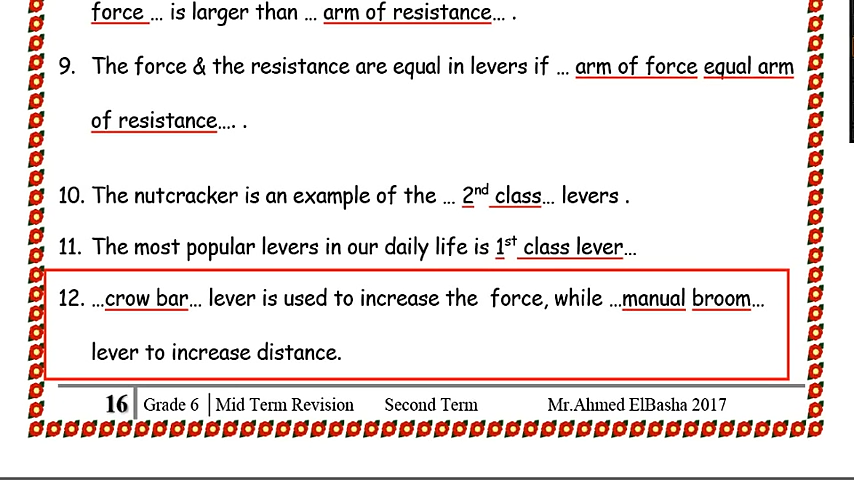 force ... is larger than ... arm of resistance... .
9. The force & the resistance are equal in levers if ... arm of force equal arm
of resistance.... .
10. The nutcracker is an example of the ... 2nd class... levers .
11. The most popular levers in our daily life is 1st class lever...
12. ...crow bar... lever is used to increase the force, while ...manual broom...
lever to increase distance.
16 Grade 6 | Mid Term Revision Second Term Mr.Ahmed ElBasha 2017